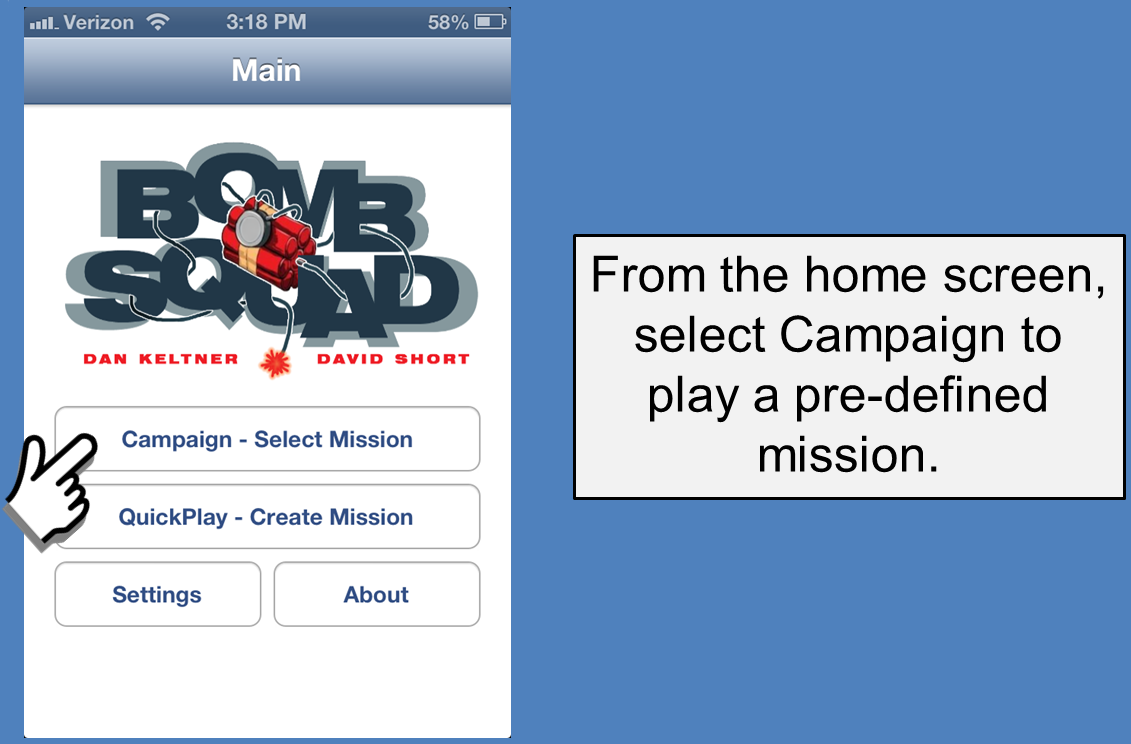 Verizon 3:18 PM 58%
Main
BOMB
SQUAD
DAN KELTNER DAVID SHORT
Campaign - Select Mission
QuickPlay - Create Mission
Settings About
From the home screen,
select Campaign to
play a pre-defined
mission.